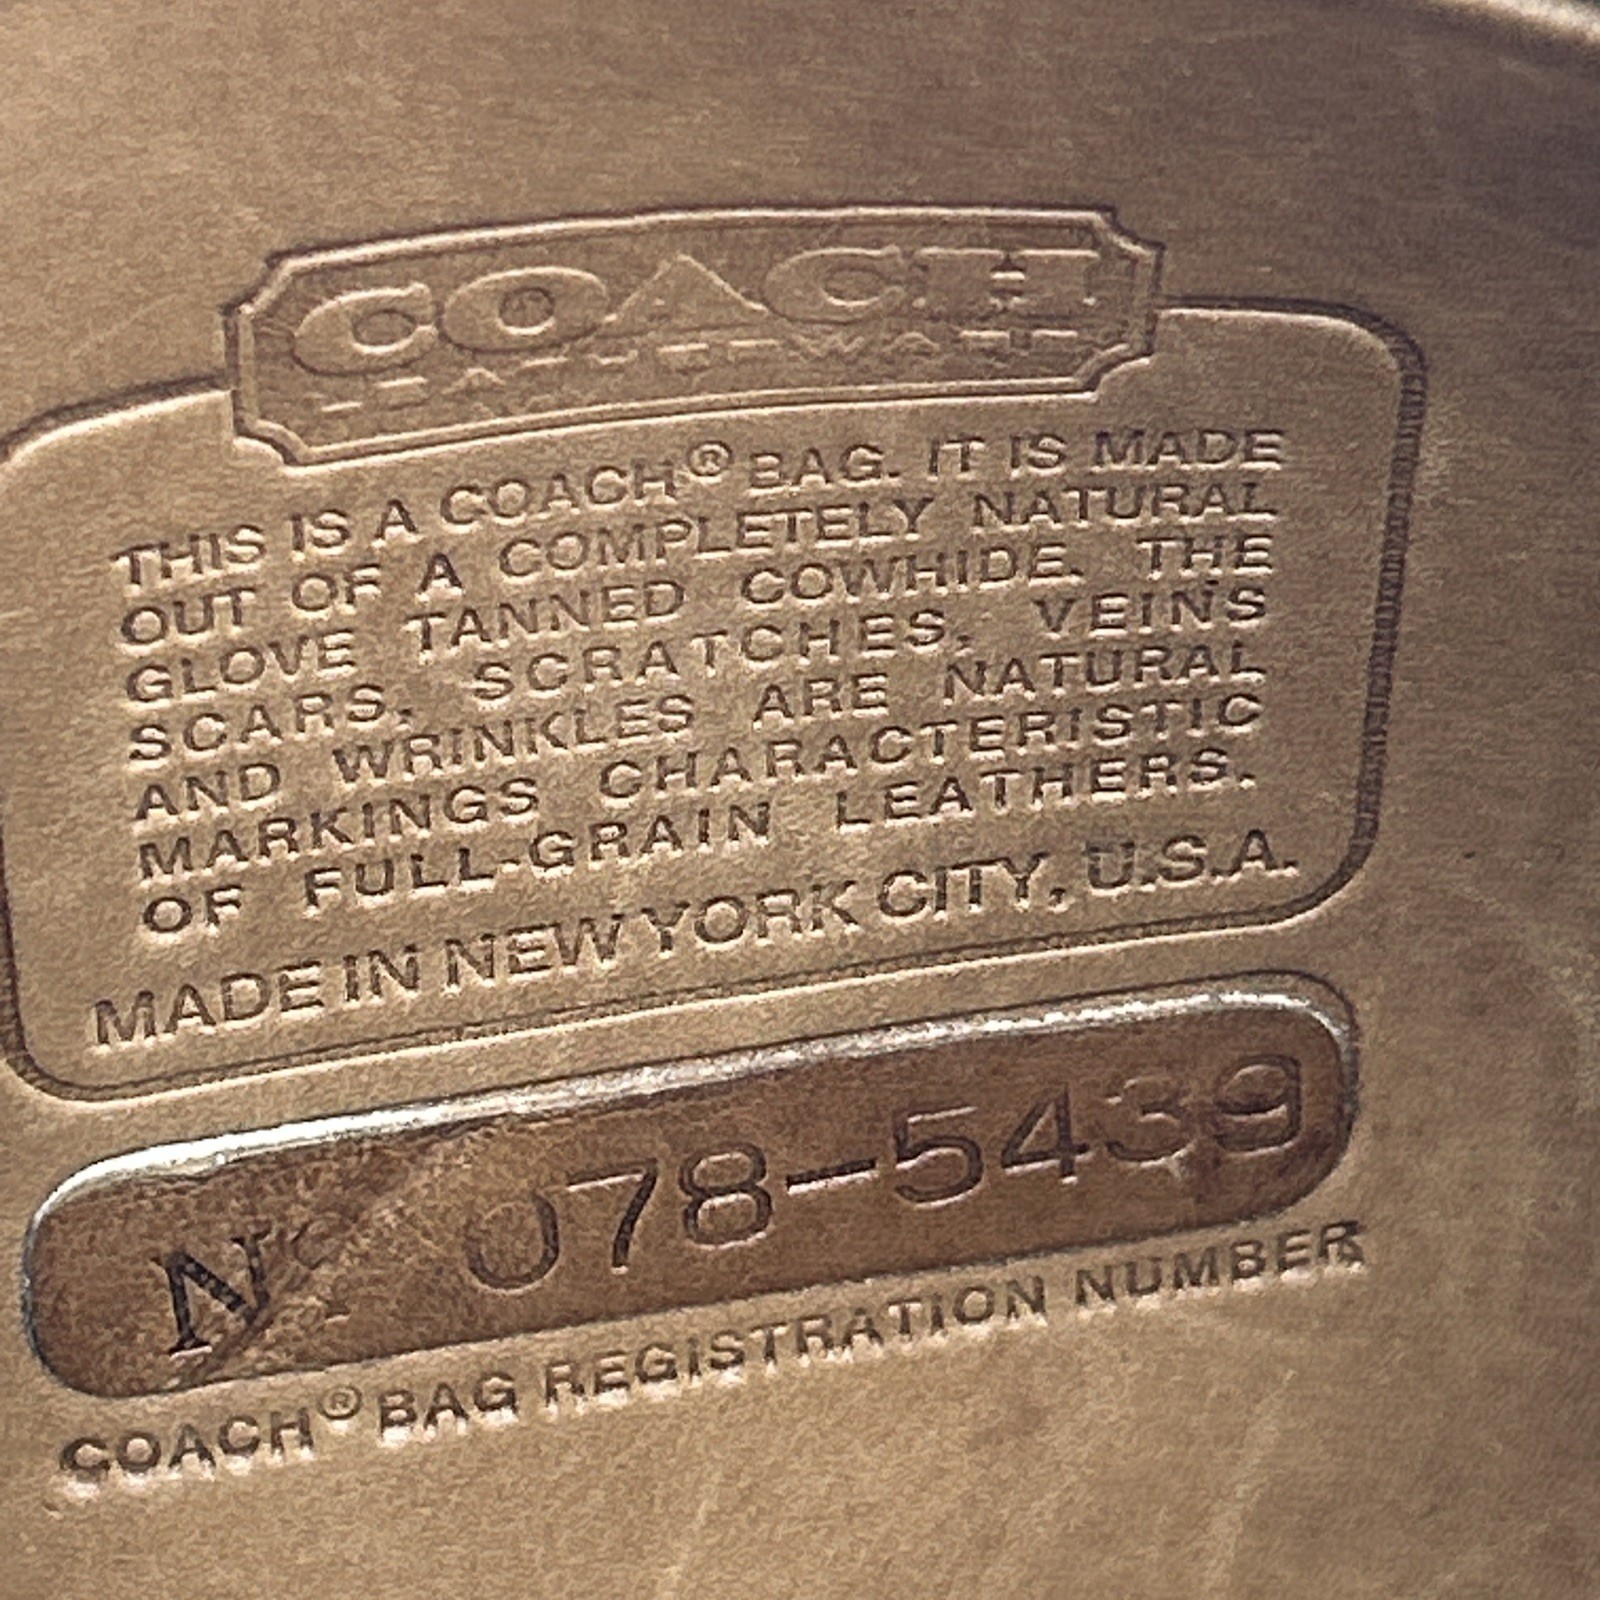 COACH
LEATHERWARE
THIS IS A COACH® BAG. IT IS MADE
OUT OF A COMPLETELY NATURAL
GLOVE TANNED COWHIDE. THE
SCARS, SCRATCHES, VEINS
AND WRINKLES ARE NATURAL
MARKINGS CHARACTERISTIC
OF FULL-GRAIN LEATHERS.
MADE IN NEW YORK CITY, U.S.A.
Nº 078-5439
COACH® BAG REGISTRATION NUMBER